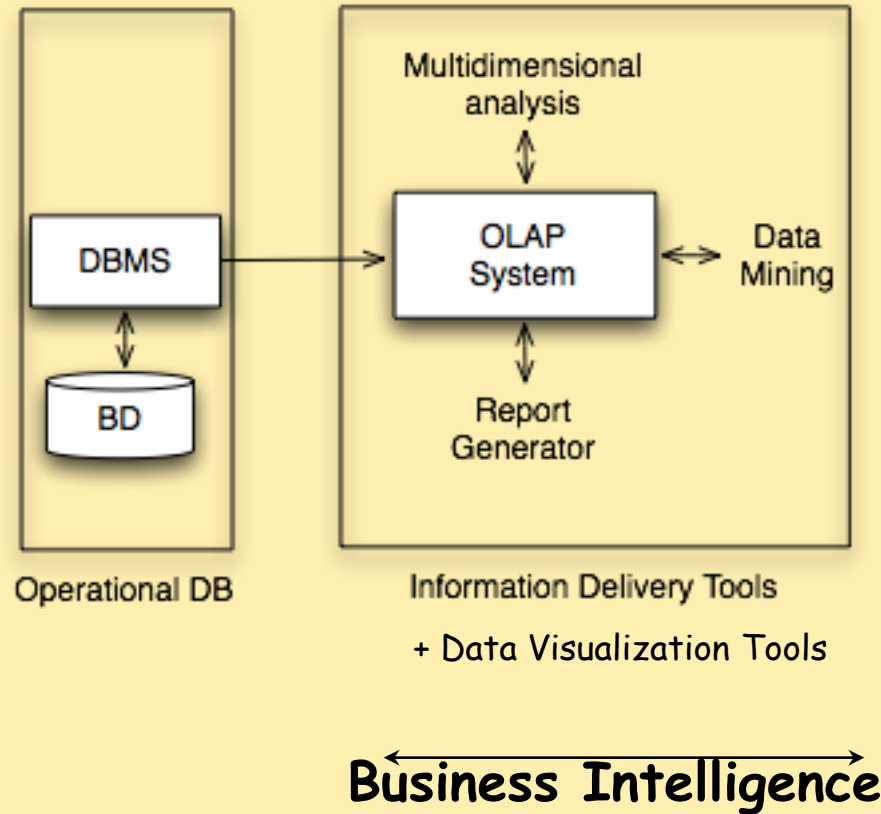 DBMS
BD
Operational DB
Multidimensional
analysis
OLAP
System
Data
Mining
Report
Generator
Information Delivery Tools
+ Data Visualization Tools
Business Intelligence